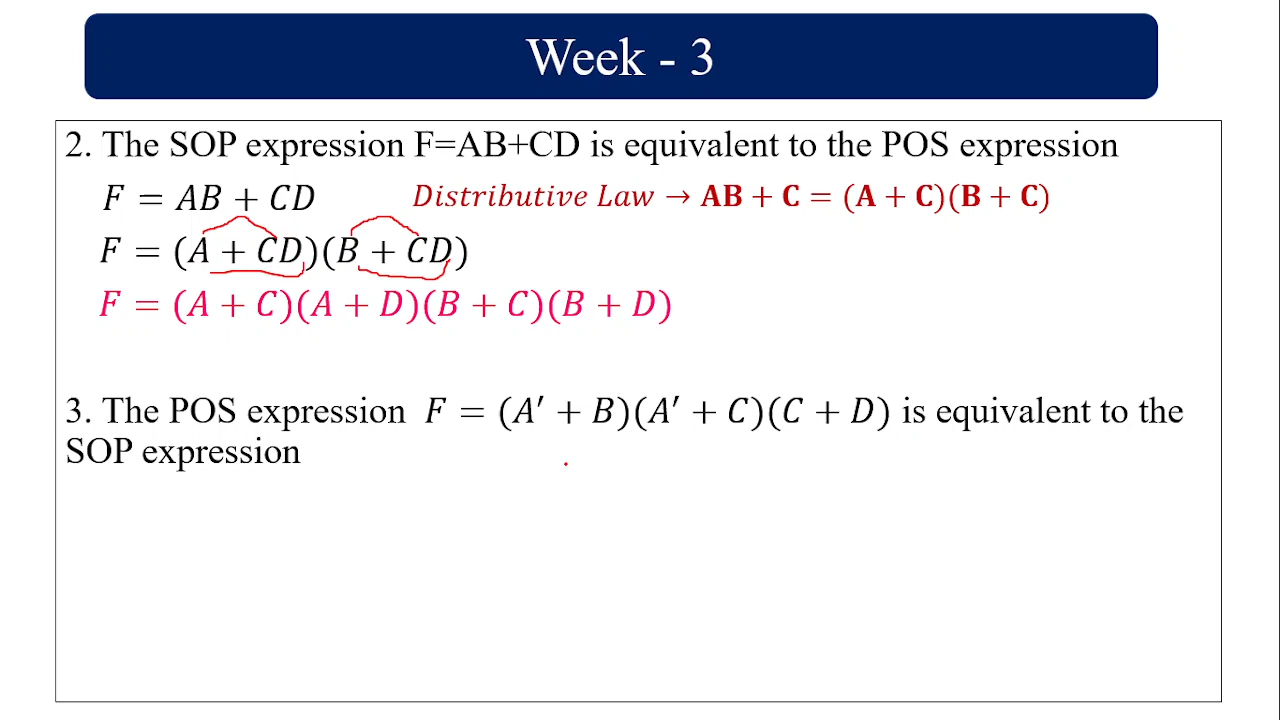 Week - 3
2. The SOP expression F=AB+CD is equivalent to the POS expression
F = AB + CD Distributive Law → AB + C = (A + C)(B + C)
F = (A + CD)(B + CD)
F = (A + C)(A + D)(B + C)(B + D)
3. The POS expression F = (A′ + B)(A′ + C)(C + D) is equivalent to the
SOP expression